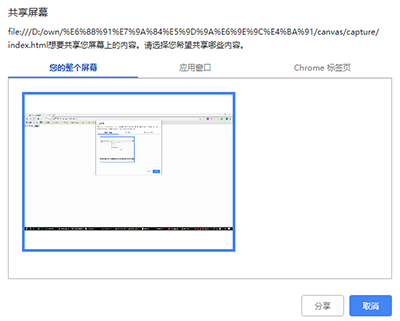 共享屏幕
file:///D:/own/%E6%88%91%E7%9A%84%E5%9D%9A%E6%9E%9C%E4%BA%91/canvas/capture/
index.html想要共享您屏幕上的内容。请选择您希望共享哪些内容。
您的整个屏幕 应用窗口 Chrome 标签页
分享 取消